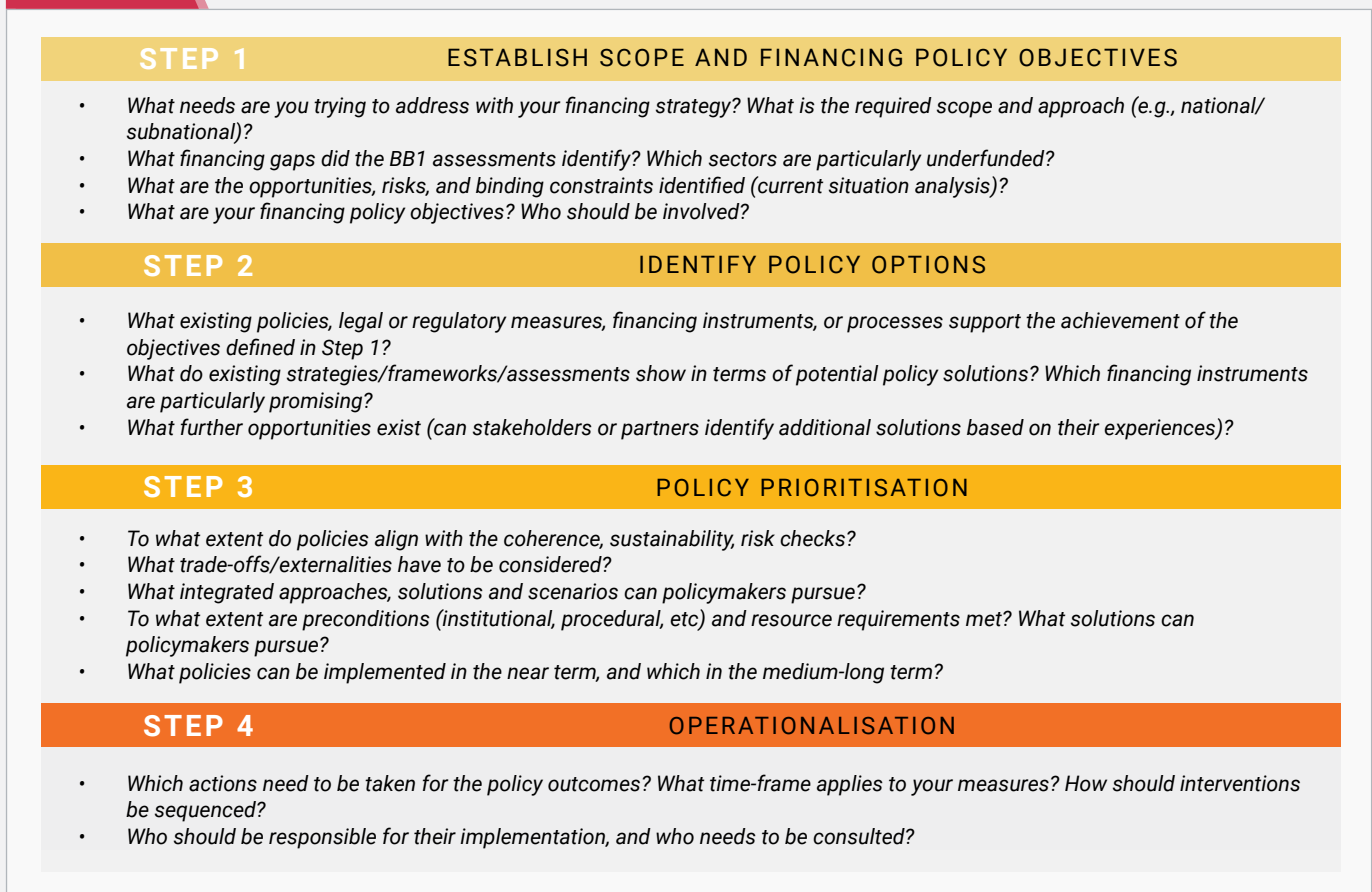 STEP 1 ESTABLISH SCOPE AND FINANCING POLICY OBJECTIVES
• What needs are you trying to address with your financing strategy? What is the required scope and approach (e.g., national/
subnational)?
• What financing gaps did the BB1 assessments identify? Which sectors are particularly underfunded?
• What are the opportunities, risks, and binding constraints identified (current situation analysis)?
• What are your financing policy objectives? Who should be involved?
STEP 2 IDENTIFY POLICY OPTIONS
• What existing policies, legal or regulatory measures, financing instruments, or processes support the achievement of the
objectives defined in Step 1?
• What do existing strategies/frameworks/assessments show in terms of potential policy solutions? Which financing instruments
are particularly promising?
• What further opportunities exist (can stakeholders or partners identify additional solutions based on their experiences)?
STEP 3 POLICY PRIORITISATION
• To what extent do policies align with the coherence, sustainability, risk checks?
• What trade-offs/externalities have to be considered?
• What integrated approaches, solutions and scenarios can policymakers pursue?
• To what extent are preconditions (institutional, procedural, etc) and resource requirements met? What solutions can
policymakers pursue?
• What policies can be implemented in the near term, and which in the medium-long term?
STEP 4 OPERATIONALISATION
• Which actions need to be taken for the policy outcomes? What time-frame applies to your measures? How should interventions
be sequenced?
• Who should be responsible for their implementation, and who needs to be consulted?